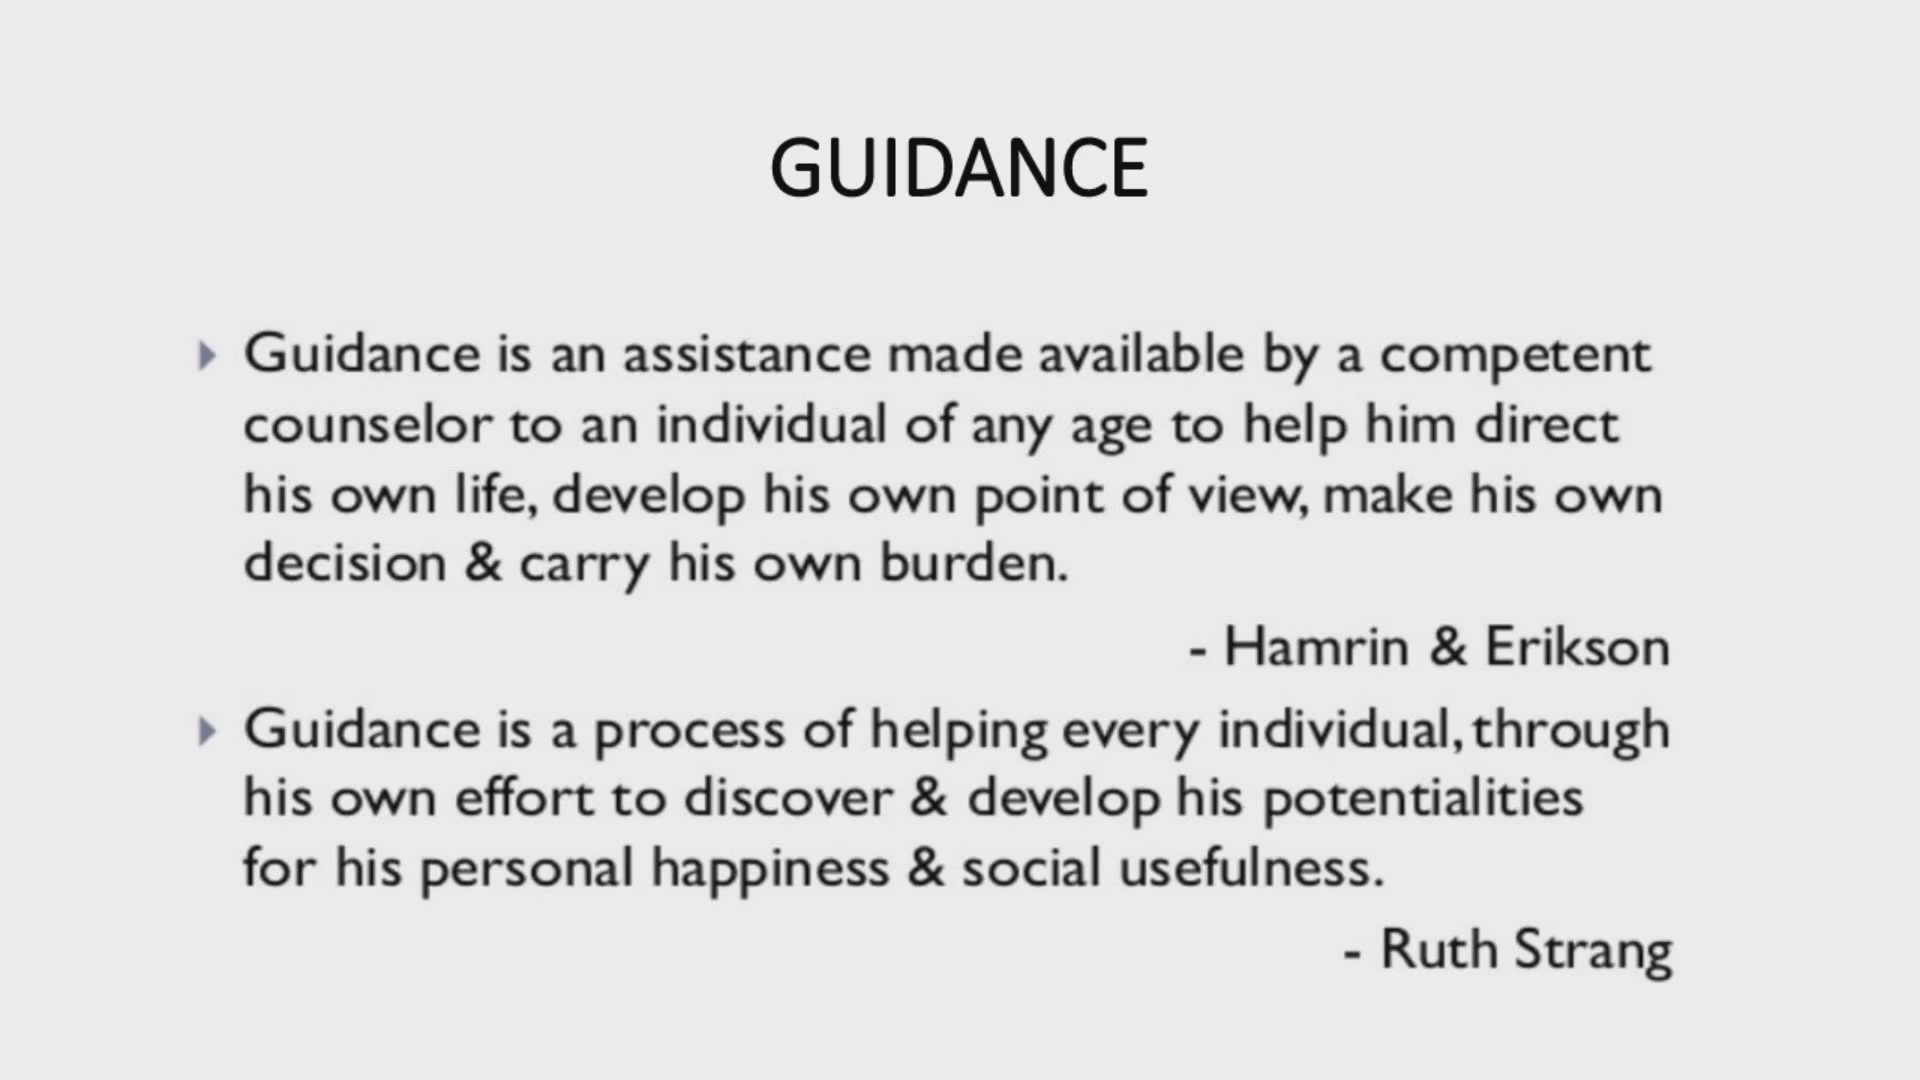 GUIDANCE
Guidance is an assistance made available by a competent
counselor to an individual of any age to help him direct
his own life, develop his own point of view, make his own
decision & carry his own burden.
- Hamrin & Erikson
Guidance is a process of helping every individual, through
his own effort to discover & develop his potentialities
for his personal happiness & social usefulness.
- Ruth Strang